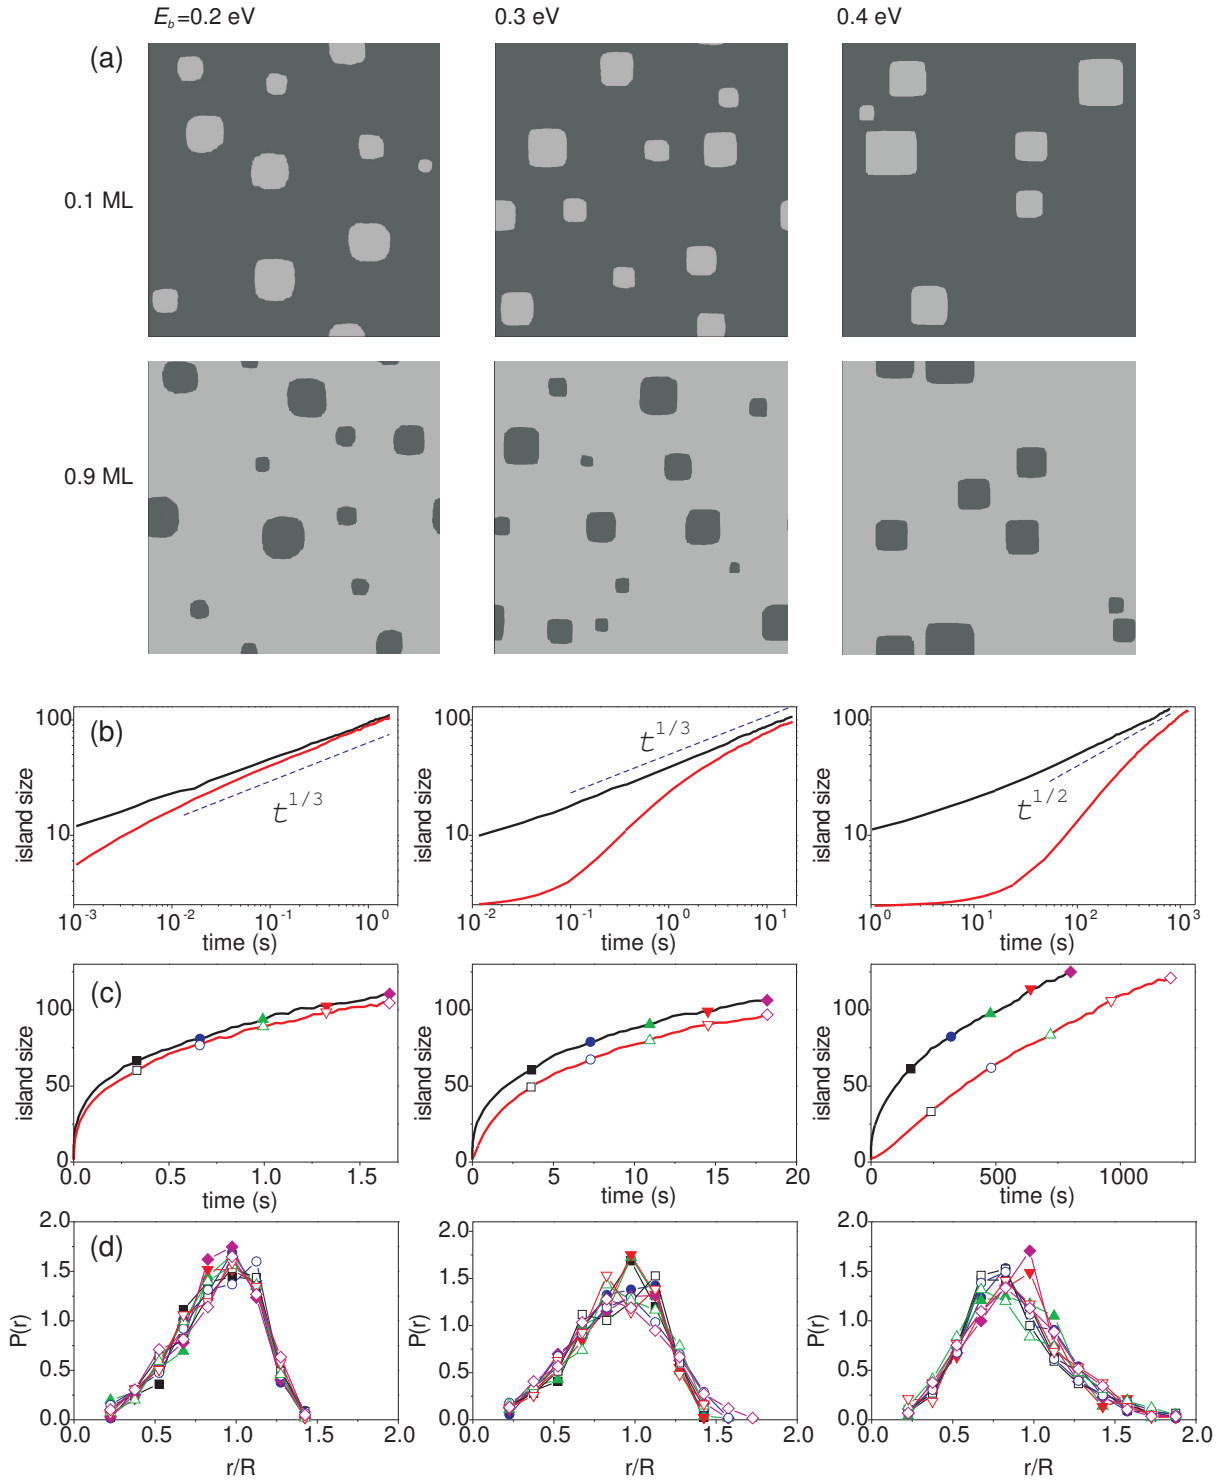 E_b=0.2 eV 0.3 eV 0.4 eV
(a)
0.1 ML
0.9 ML
(b)
island size
100
10
t^1/3
10^-3 10^-2 10^-1 10^0
time (s)
island size
100
10
t^1/3
10^-2 10^-1 10^0 10^1
time (s)
island size
100
10
t^1/2
10^0 10^1 10^2 10^3
time (s)
(c)
island size
100
50
0
0.0 0.5 1.0 1.5
time (s)
island size
100
50
0
0 5 10 15 20
time (s)
island size
100
50
0
0 500 1000
time (s)
(d)
P(r)
2.0
1.5
1.0
0.5
0.0
0.0 0.5 1.0 1.5 2.0
r/R
P(r)
2.0
1.5
1.0
0.5
0.0
0.0 0.5 1.0 1.5 2.0
r/R
P(r)
2.0
1.5
1.0
0.5
0.0
0.0 0.5 1.0 1.5 2.0
r/R